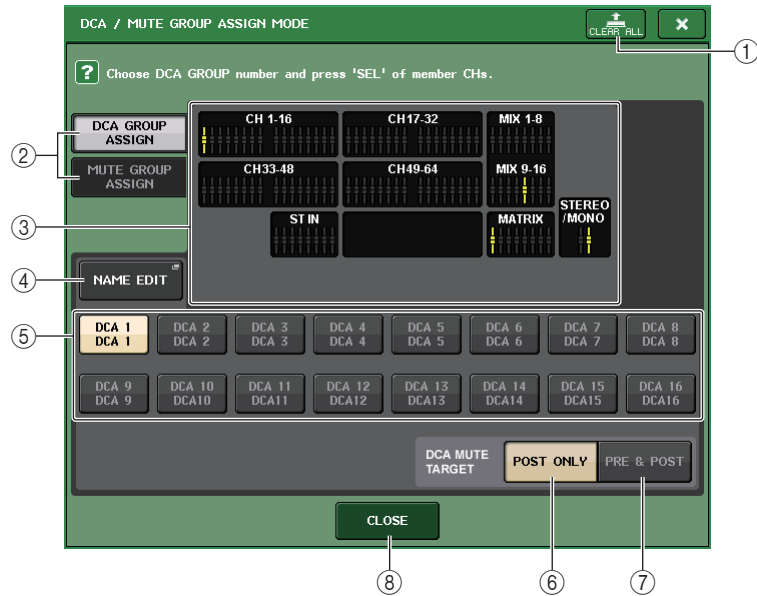 DCA / MUTE GROUP ASSIGN MODE
CLEAR ALL
×
①
? Choose DCA GROUP number and press 'SEL' of member CHs.
②
DCA GROUP
ASSIGN
MUTE GROUP
ASSIGN
③
CH 1-16
CH17-32
MIX 1-8
CH33-48
CH49-64
MIX 9-16
ST IN
MATRIX
STEREO
/MONO
④
NAME EDIT
⑤
DCA 1
DCA 1
DCA 2
DCA 2
DCA 3
DCA 3
DCA 4
DCA 4
DCA 5
DCA 5
DCA 6
DCA 6
DCA 7
DCA 7
DCA 8
DCA 8
DCA 9
DCA 9
DCA 10
DCA10
DCA 11
DCA11
DCA 12
DCA12
DCA 13
DCA13
DCA 14
DCA14
DCA 15
DCA15
DCA 16
DCA16
DCA MUTE
TARGET
POST ONLY
PRE & POST
CLOSE
⑧
⑥
⑦